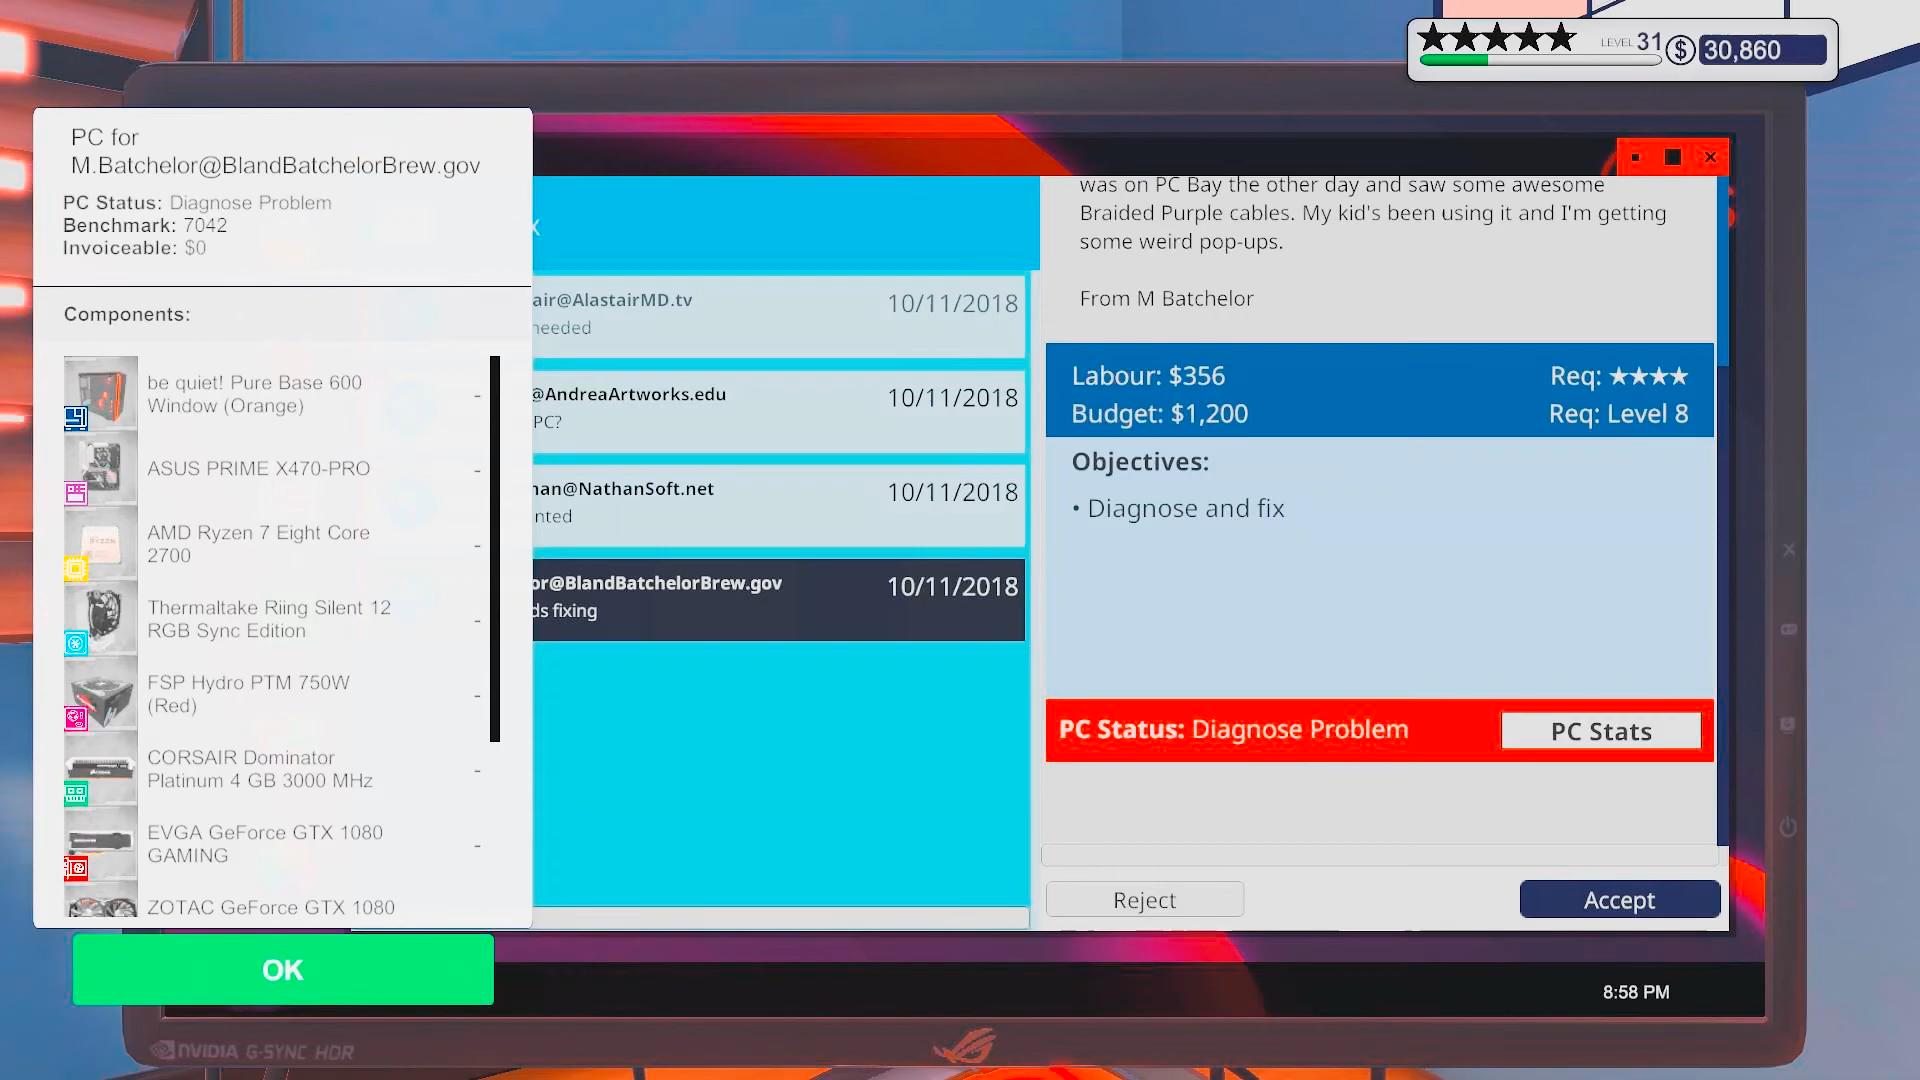 LEVEL 31
$ 30,860
PC for
M.Batchelor@BlandBatchelorBrew.gov
PC Status: Diagnose Problem
Benchmark: 7042
Invoiceable: $0
Components:
be quiet! Pure Base 600
Window (Orange)
-
ASUS PRIME X470-PRO
-
AMD Ryzen 7 Eight Core
2700
-
Thermaltake Riing Silent 12
RGB Sync Edition
-
FSP Hydro PTM 750W
(Red)
-
CORSAIR Dominator
Platinum 4 GB 3000 MHz
-
EVGA GeForce GTX 1080
GAMING
-
ZOTAC GeForce GTX 1080
OK
air@AlastairMD.tv
10/11/2018
needed
@AndreaArtworks.edu
10/11/2018
PC?
han@NathanSoft.net
10/11/2018
nted
or@BlandBatchelorBrew.gov
10/11/2018
ds fixing
was on PC Bay the other day and saw some awesome
Braided Purple cables. My kid's been using it and I'm getting
some weird pop-ups.
From M Batchelor
Labour: $356
Req: ★★★★
Budget: $1,200
Req: Level 8
Objectives:
• Diagnose and fix
PC Status: Diagnose Problem
PC Stats
Reject
Accept
8:58 PM
NVIDIA G-SYNC HDR